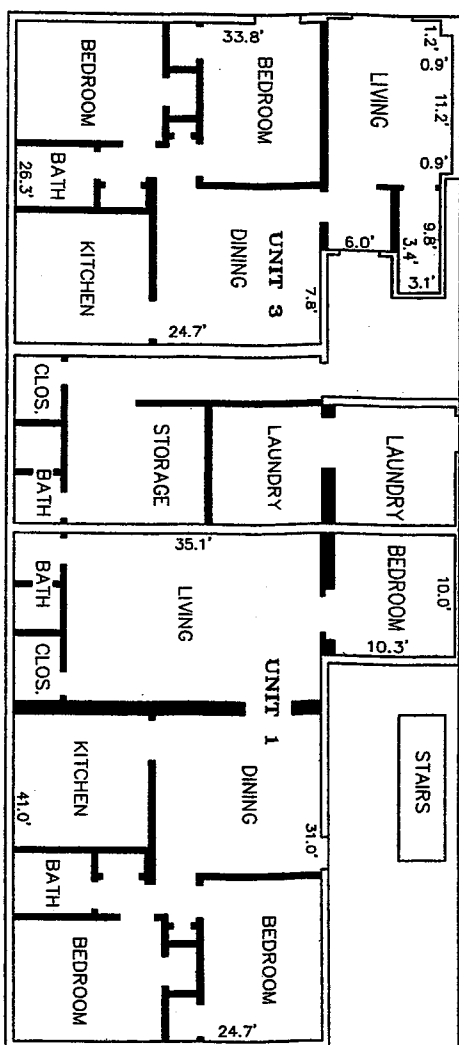 33.8'
1.2'
0.9'
BEDROOM
BEDROOM
LIVING
11.2'
0.9'
BATH
26.3'
9.8'
3.4'
3.1'
6.0'
KITCHEN
DINING
UNIT 3
7.8'
24.7'
CLOS.
STORAGE
LAUNDRY
LAUNDRY
BATH
35.1'
BATH
LIVING
BEDROOM
10.0'
10.3'
CLOS.
UNIT 1
KITCHEN
DINING
STAIRS
41.0'
31.0'
BATH
BEDROOM
BEDROOM
24.7'